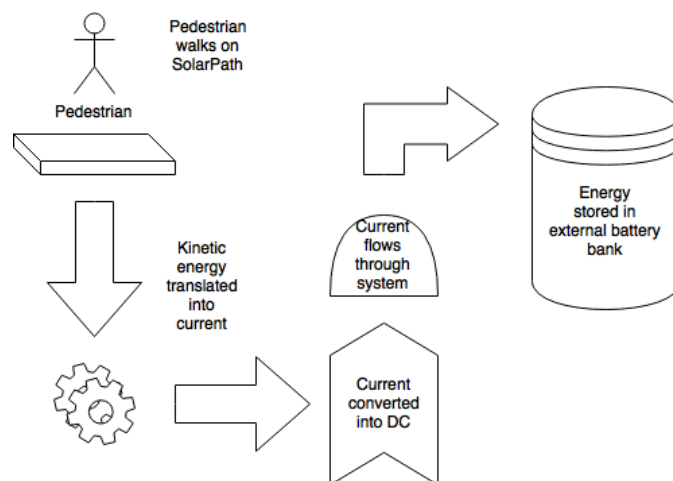 Pedestrian
walks on
SolarPath
Pedestrian
Kinetic
energy
translated
into
current
Current
converted
into DC
Current
flows
through
system
Energy
stored in
external battery
bank